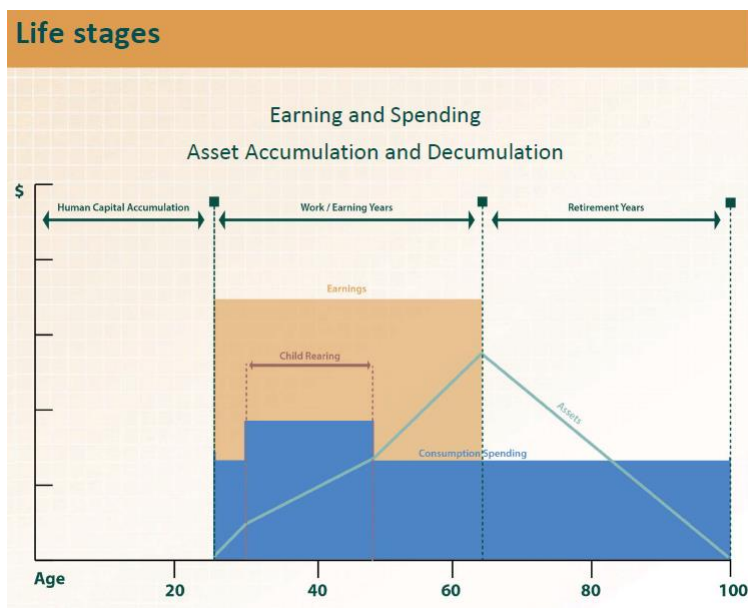 Life stages
Earning and Spending
Asset Accumulation and Decumulation
$
Human Capital Accumulation
Work / Earning Years
Retirement Years
Earnings
Child Rearing
Assets
Consumption Spending
Age
20
40
60
80
100